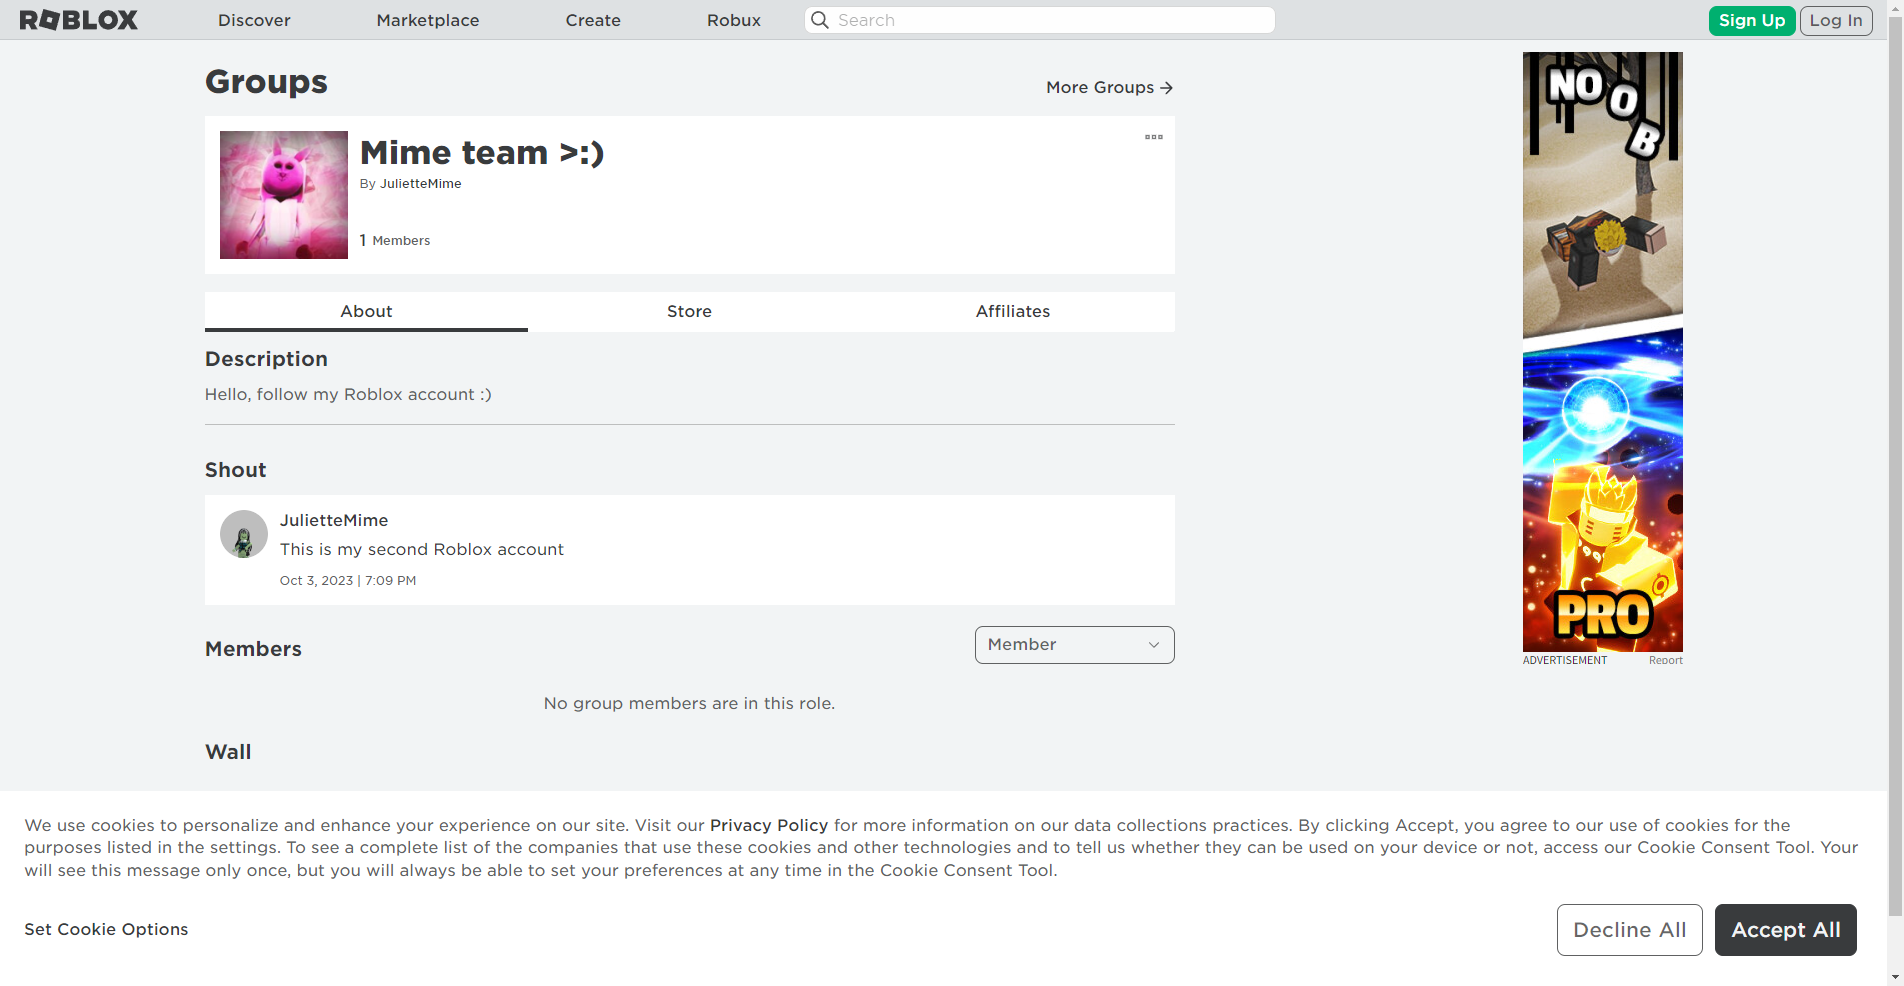 ROBLOX Discover Marketplace Create Robux Search Sign Up Log In
Groups
More Groups
Mime team >:)
By JulietteMime
1 Members
About Store Affiliates
Description
Hello, follow my Roblox account :)
Shout
JulietteMime
This is my second Roblox account
Oct 3, 2023 | 7:09 PM
Members
Member
No group members are in this role.
Wall
NOOB
PRO
ADVERTISEMENT Report
We use cookies to personalize and enhance your experience on our site. Visit our Privacy Policy for more information on our data collections practices. By clicking Accept, you agree to our use of cookies for the
purposes listed in the settings. To see a complete list of the companies that use these cookies and other technologies and to tell us whether they can be used on your device or not, access our Cookie Consent Tool. Your
will see this message only once, but you will always be able to set your preferences at any time in the Cookie Consent Tool.
Set Cookie Options
Decline All Accept All